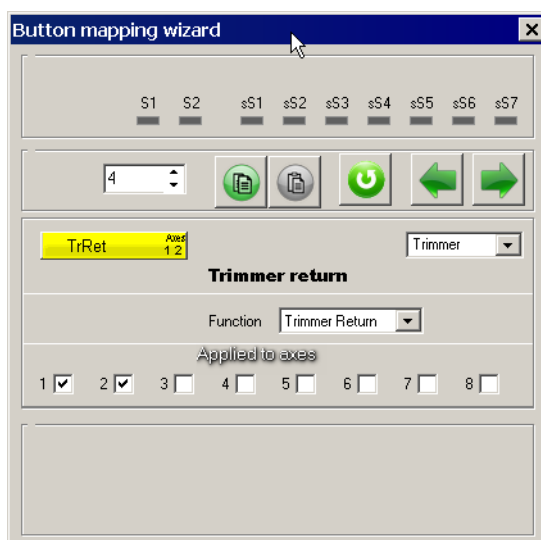 Button mapping wizard
S1 S2 sS1 sS2 sS3 sS4 sS5 sS6 sS7
4
TrRet Axes 1 2 Trimmer
Trimmer return
Function Trimmer Return
Applied to axes
1 2 3 4 5 6 7 8